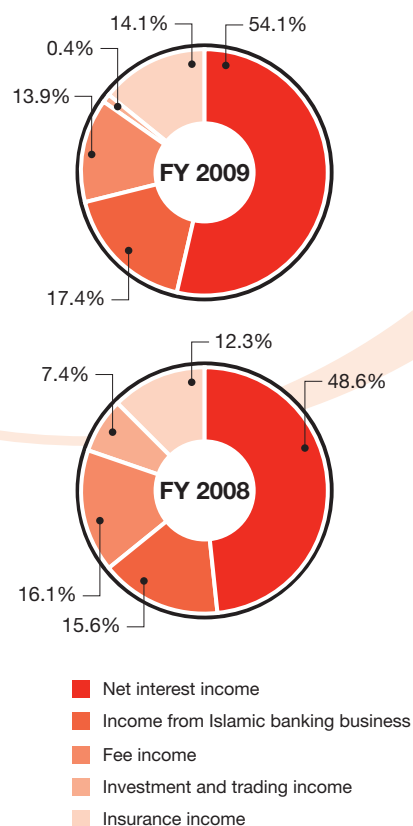 14.1%
54.1%
0.4%
13.9%
FY 2009
17.4%
12.3%
7.4%
48.6%
FY 2008
16.1%
15.6%
Net interest income
Income from Islamic banking business
Fee income
Investment and trading income
Insurance income